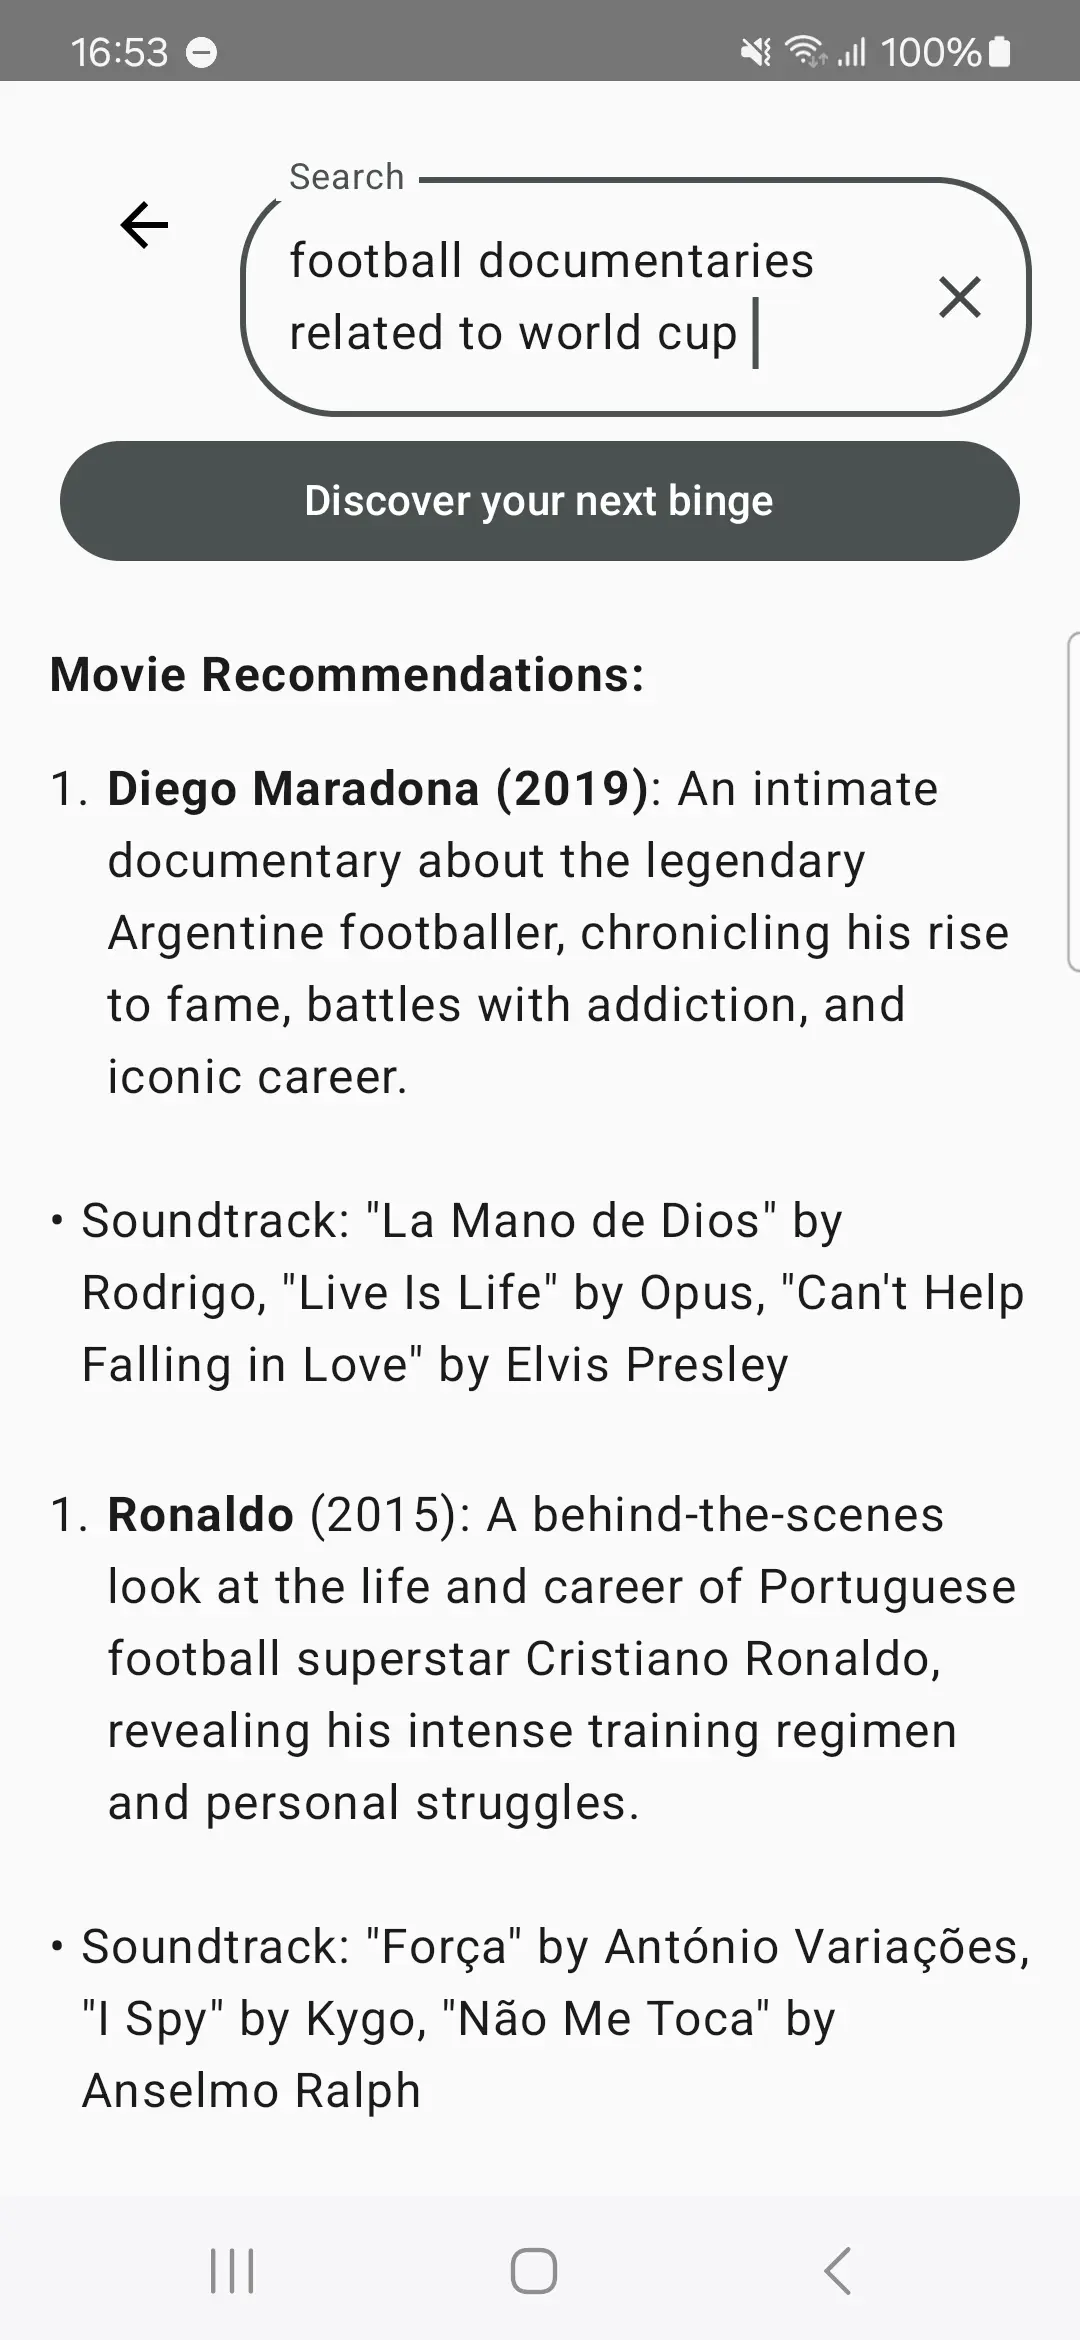 16:53
100%
Search
football documentaries
related to world cup
Discover your next binge
Movie Recommendations:
1. Diego Maradona (2019): An intimate
documentary about the legendary
Argentine footballer, chronicling his rise
to fame, battles with addiction, and
iconic career.
• Soundtrack: "La Mano de Dios" by
Rodrigo, "Live Is Life" by Opus, "Can't Help
Falling in Love" by Elvis Presley
1. Ronaldo (2015): A behind-the-scenes
look at the life and career of Portuguese
football superstar Cristiano Ronaldo,
revealing his intense training regimen
and personal struggles.
• Soundtrack: "Força" by António Variações,
"I Spy" by Kygo, "Não Me Toca" by
Anselmo Ralph